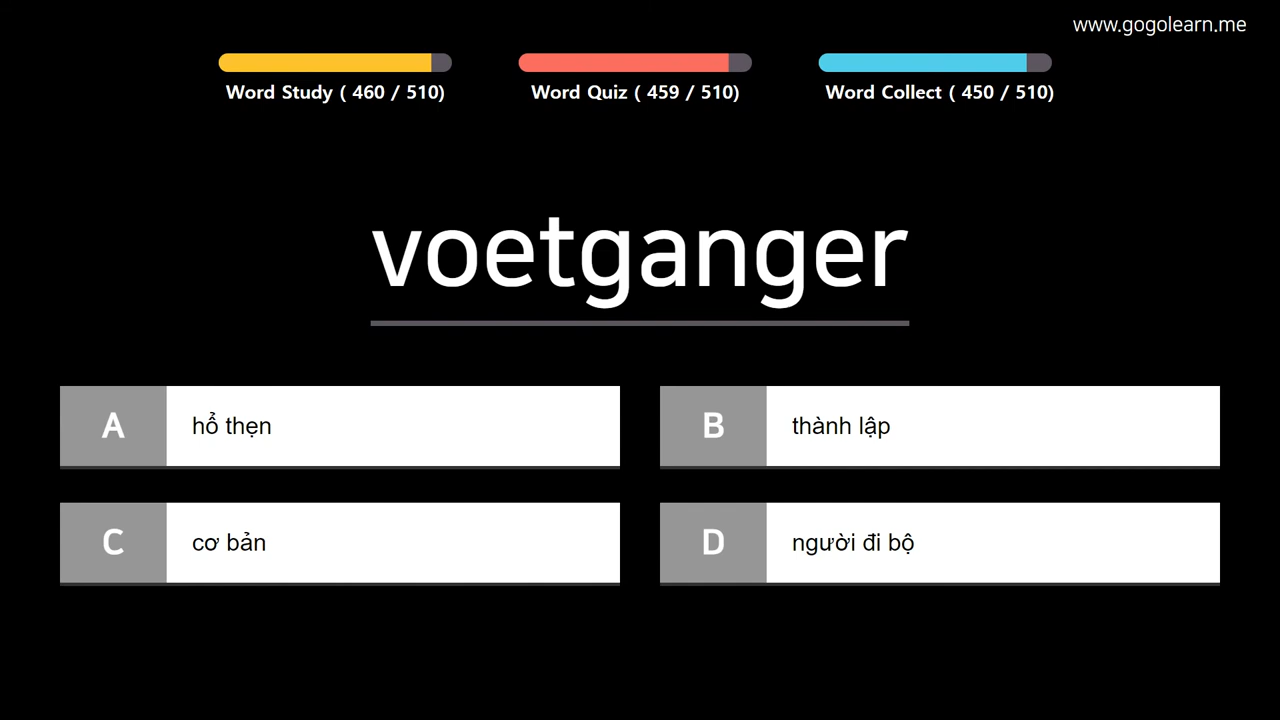 www.gogolearn.me
Word Study ( 460 / 510)
Word Quiz ( 459 / 510)
Word Collect ( 450 / 510)
voetganger
A hổ thẹn
B thành lập
C cơ bản
D người đi bộ